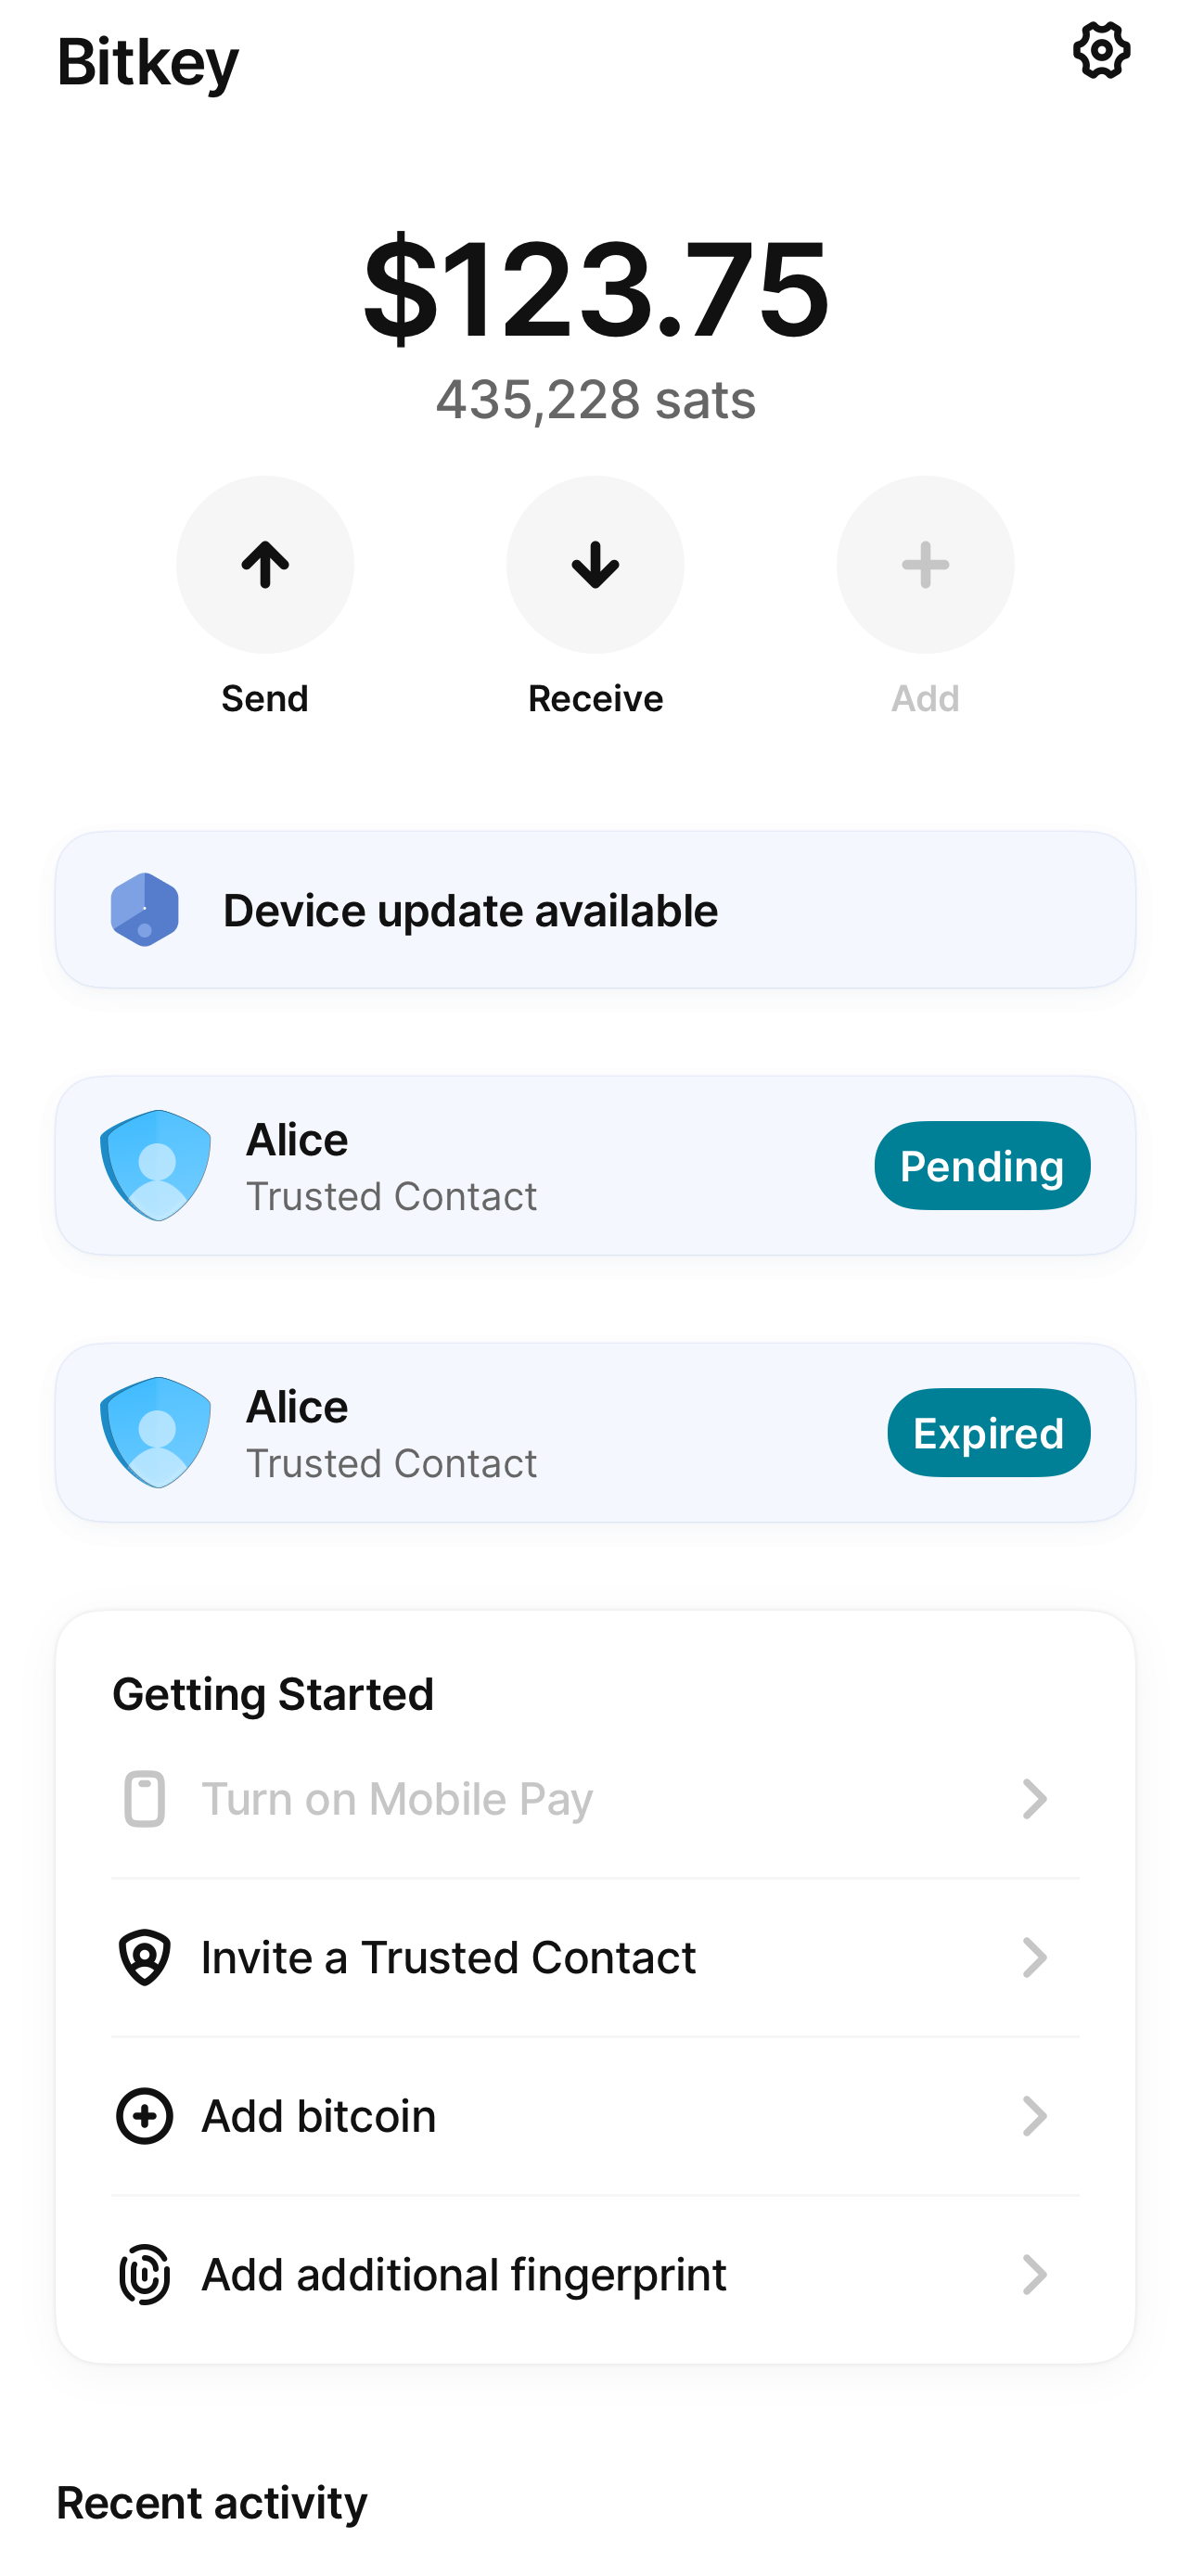 Bitkey
$123.75
435,228 sats
Send
Receive
Add
Device update available
Alice
Trusted Contact
Pending
Alice
Trusted Contact
Expired
Getting Started
Turn on Mobile Pay
Invite a Trusted Contact
Add bitcoin
Add additional fingerprint
Recent activity